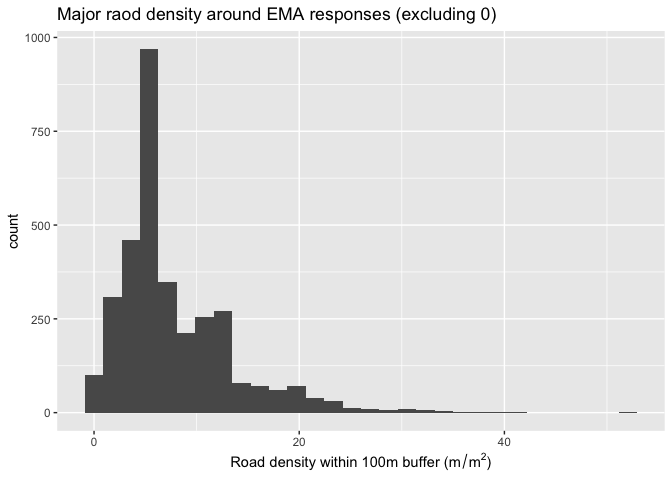 Major raod density around EMA responses (excluding 0)
1000
750
500
250
0
count
0 20 40
Road density within 100m buffer (m/m²)